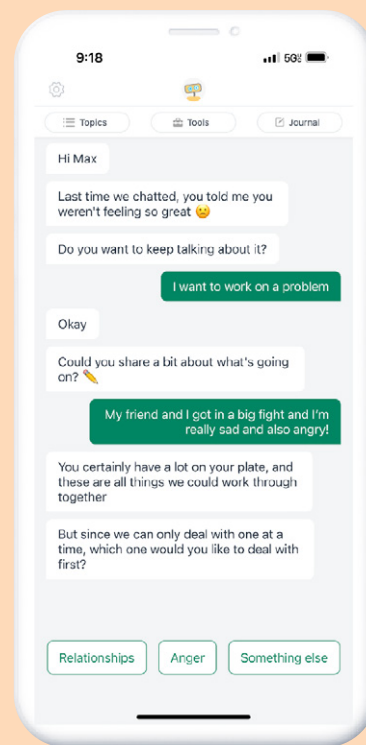 9:18
5G
Topics
Tools
Journal
Hi Max
Last time we chatted, you told me you
weren't feeling so great 😥
Do you want to keep talking about it?
I want to work on a problem
Okay
Could you share a bit about what's going
on? ✏️
My friend and I got in a big fight and I'm
really sad and also angry!
You certainly have a lot on your plate, and
these are all things we could work through
together
But since we can only deal with one at a
time, which one would you like to deal with
first?
Relationships
Anger
Something else